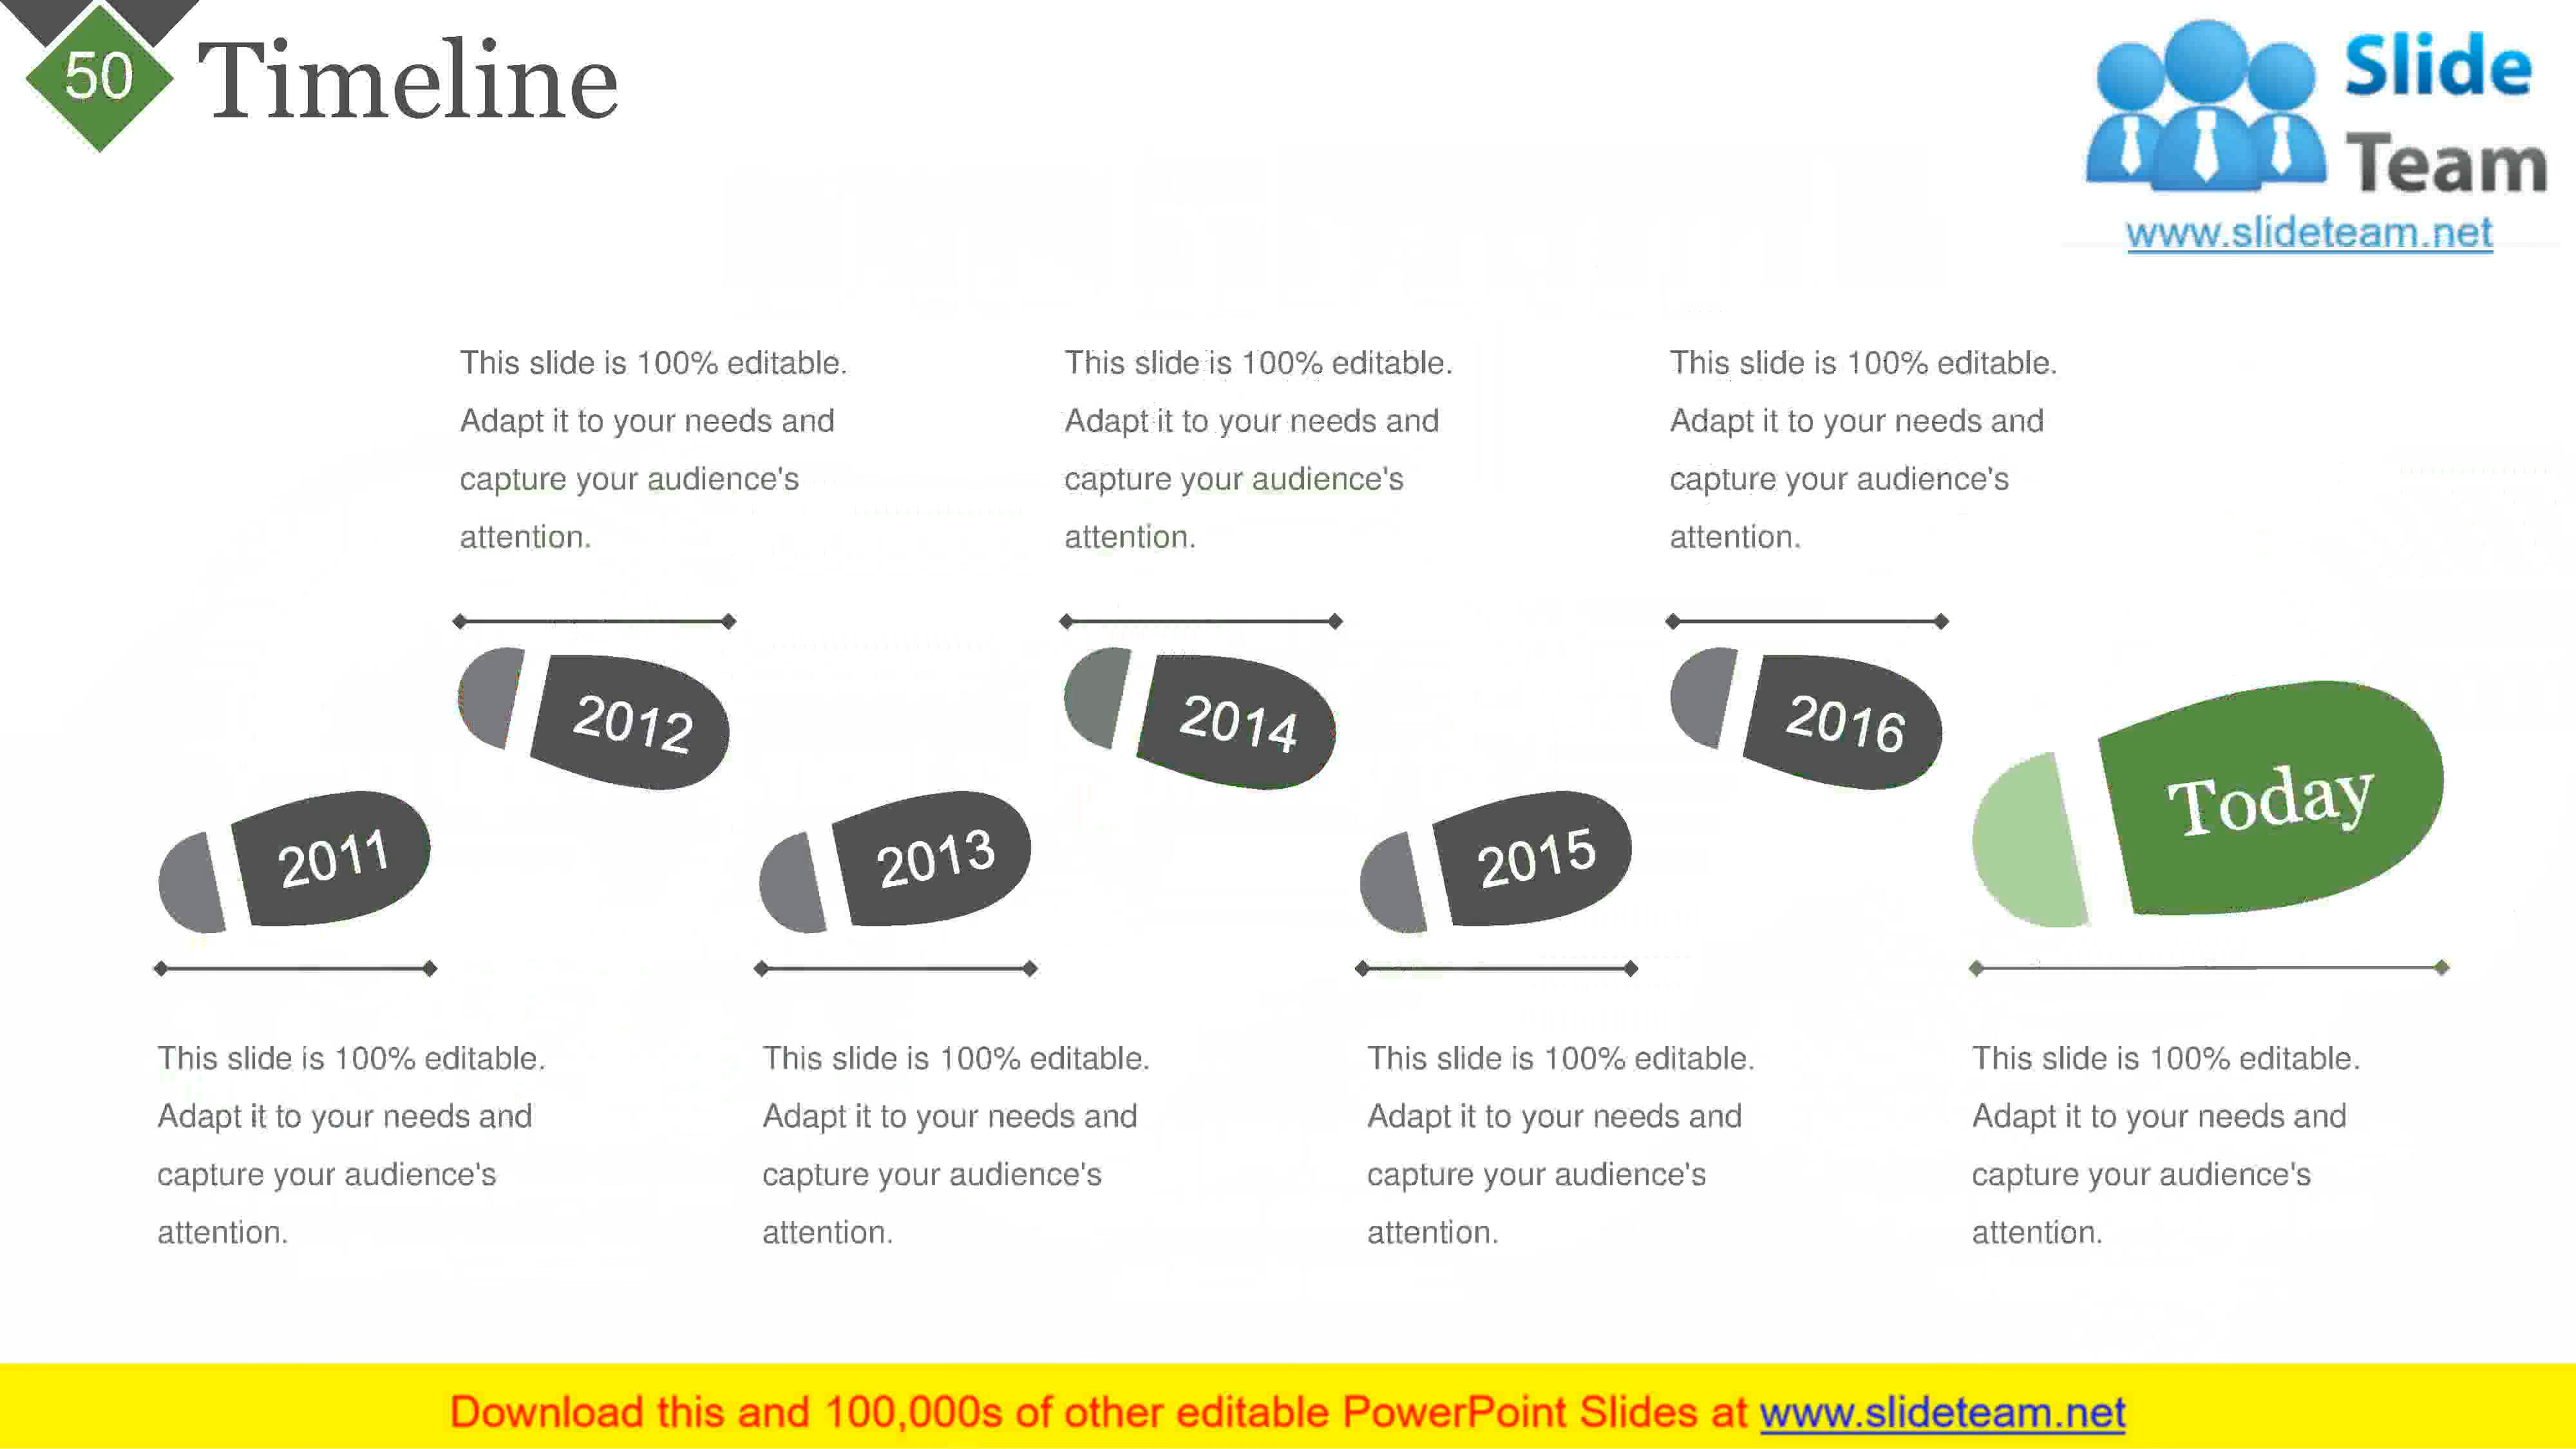 50
Timeline
Slide
Team
www.slideteam.net
This slide is 100% editable.
Adapt it to your needs and
capture your audience's
attention.
This slide is 100% editable.
Adapt it to your needs and
capture your audience's
attention.
This slide is 100% editable.
Adapt it to your needs and
capture your audience's
attention.
2012
2014
2016
Today
2011
2013
2015
This slide is 100% editable.
Adapt it to your needs and
capture your audience's
attention.
This slide is 100% editable.
Adapt it to your needs and
capture your audience's
attention.
This slide is 100% editable.
Adapt it to your needs and
capture your audience's
attention.
This slide is 100% editable.
Adapt it to your needs and
capture your audience's
attention.
Download this and 100,000s of other editable PowerPoint Slides at www.slideteam.net